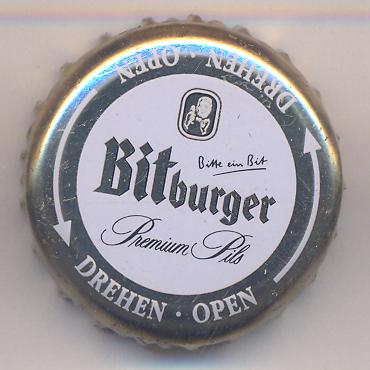 DREHEN · OPEN
Bitte ein Bit
Bitburger
Premium Pils
DREHEN · OPEN